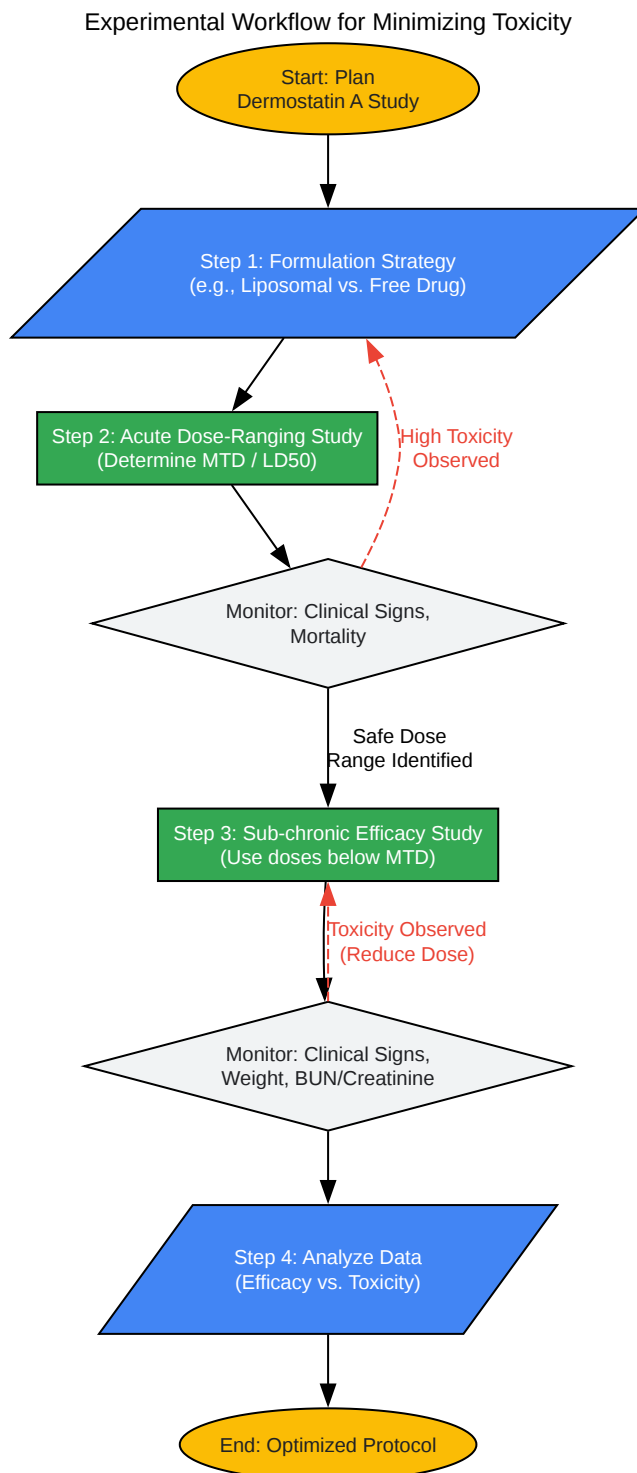 Experimental Workflow for Minimizing Toxicity
Start: Plan
Dermostatin A Study
Step 1: Formulation Strategy
(e.g., Liposomal vs. Free Drug)
Step 2: Acute Dose-Ranging Study
(Determine MTD / LD50)
High Toxicity
Observed
Monitor: Clinical Signs,
Mortality
Safe Dose
Range Identified
Step 3: Sub-chronic Efficacy Study
(Use doses below MTD)
Toxicity Observed
(Reduce Dose)
Monitor: Clinical Signs,
Weight, BUN/Creatinine
Step 4: Analyze Data
(Efficacy vs. Toxicity)
End: Optimized Protocol